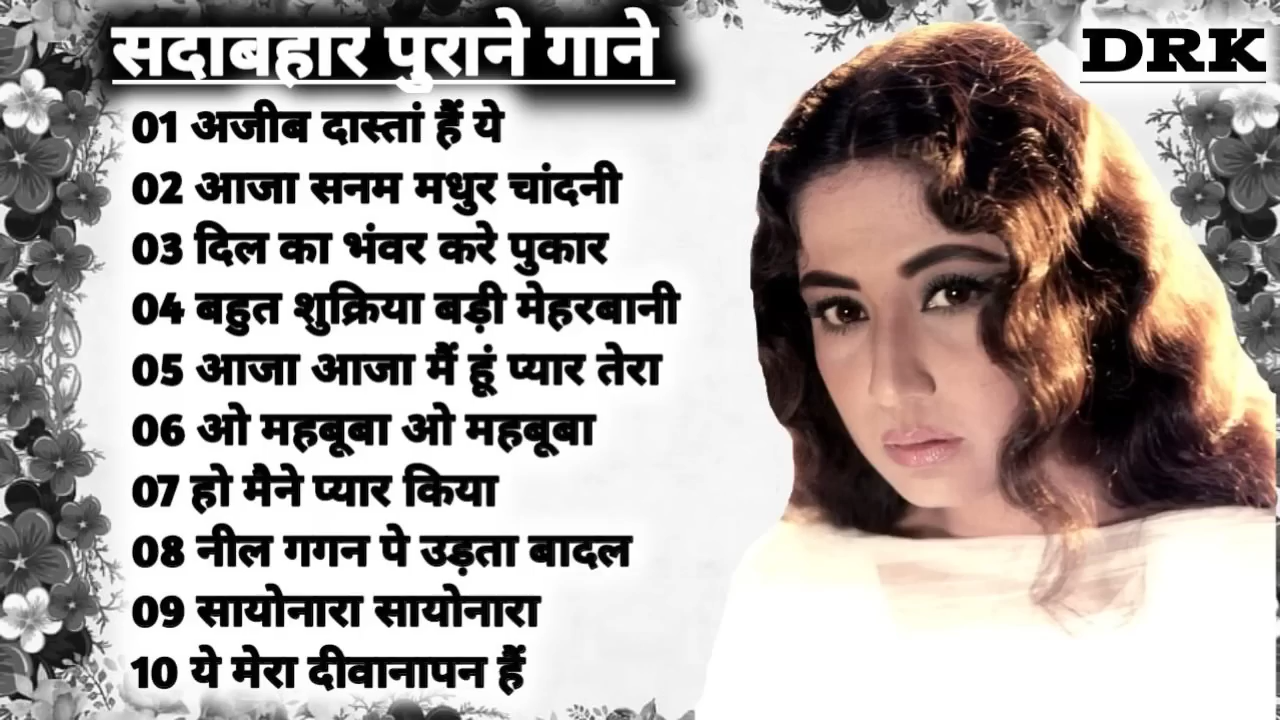 सदाबहार पुराने गाने
DRK
01 अजीब दास्तां हैं ये
02 आजा सनम मधुर चांदनी
03 दिल का भंवर करे पुकार
04 बहुत शुक्रिया बड़ी मेहरबानी
05 आजा आजा मैं हूं प्यार तेरा
06 ओ महबूबा ओ महबूबा
07 हो मैने प्यार किया
08 नील गगन पे उड़ता बादल
09 सायोनारा सायोनारा
10 ये मेरा दीवानापन हैं